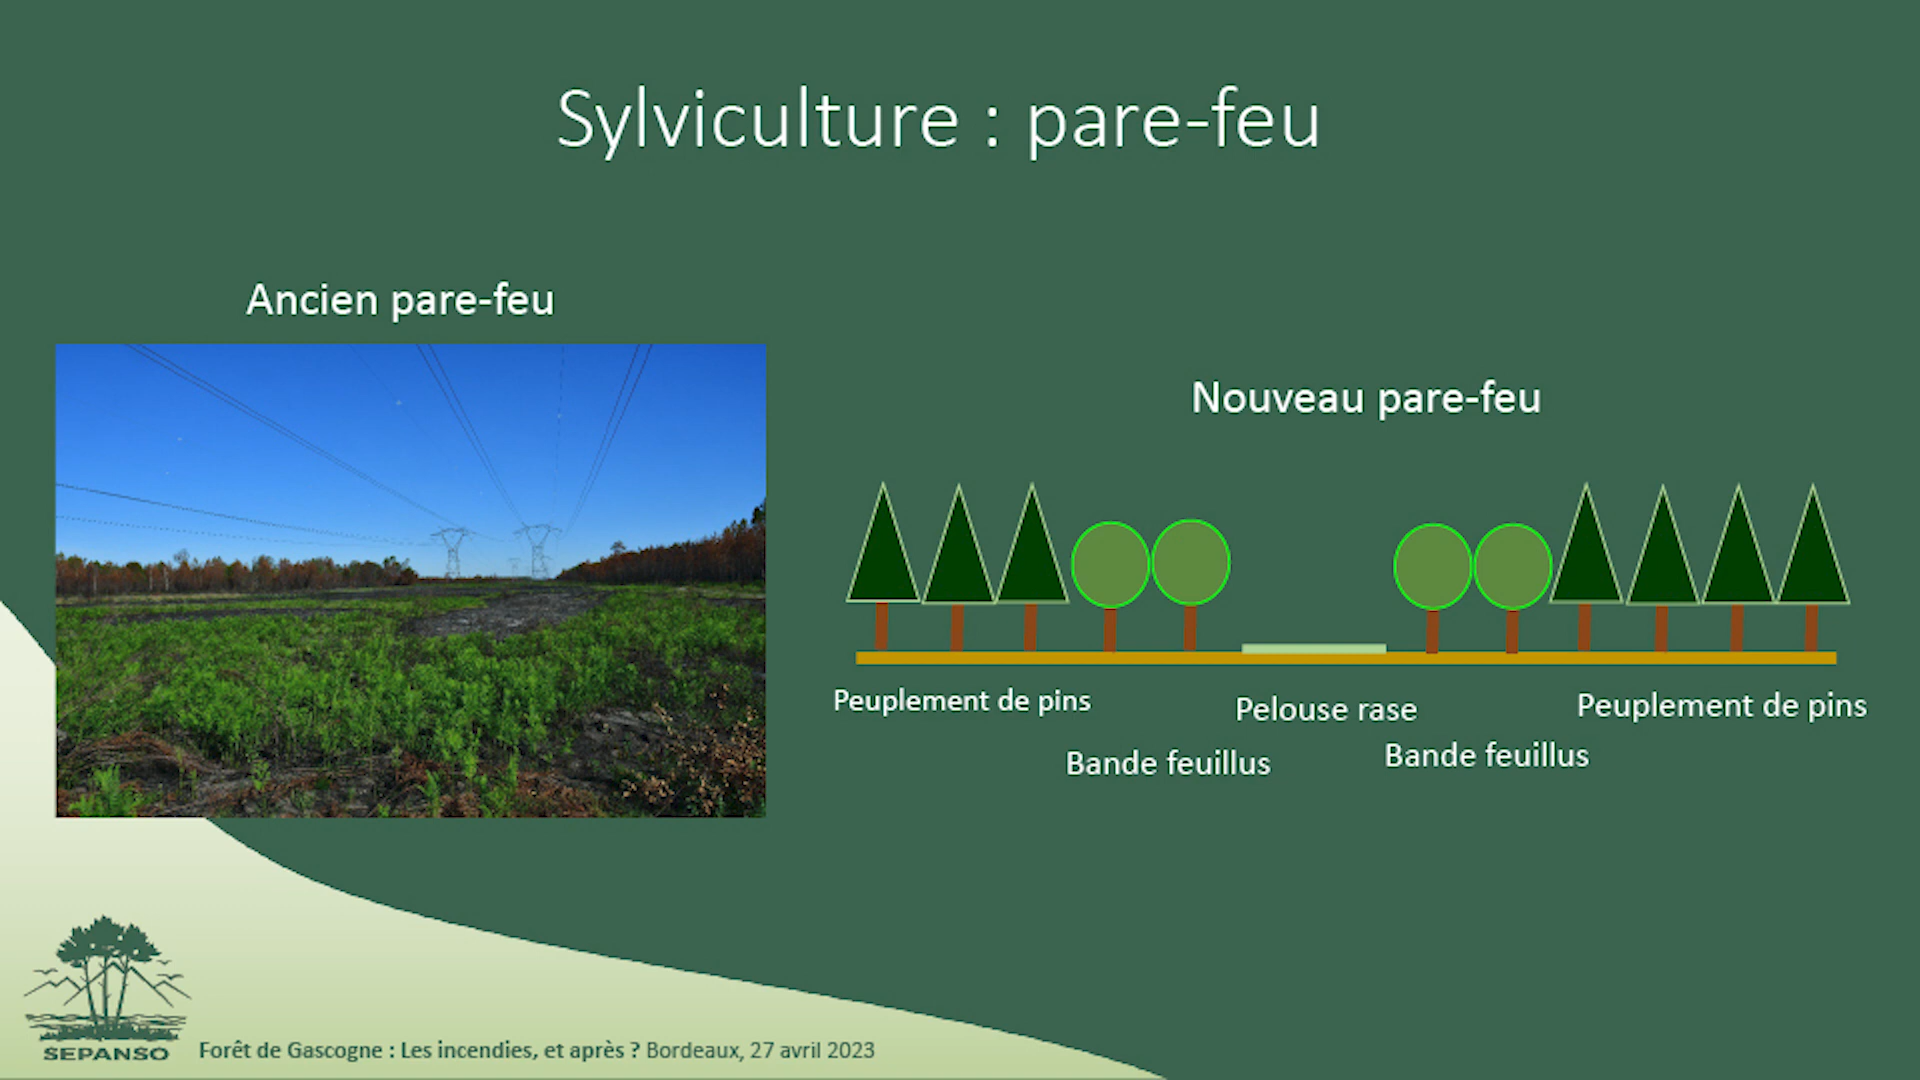 Sylviculture : pare-feu
Ancien pare-feu
Nouveau pare-feu
Peuplement de pins
Pelouse rase
Peuplement de pins
Bande feuillus
Bande feuillus
SEPANSO
Forêt de Gascogne : Les incendies, et après ? Bordeaux, 27 avril 2023